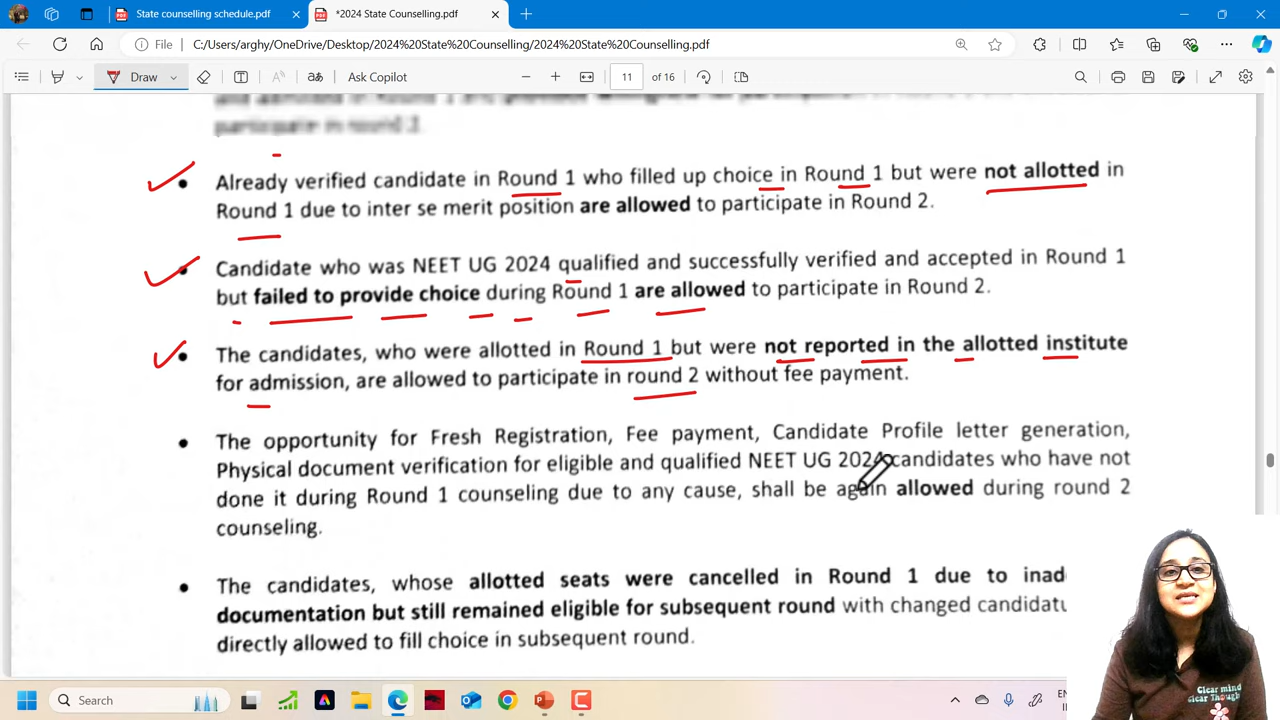 State counselling schedule.pdf
*2024 State Counselling.pdf
File
C:/Users/arghy/OneDrive/Desktop/2024%20State%20Counselling/2024%20State%20Counselling.pdf
Draw
Ask Copilot
11 of 16
participate in round 2.
Already verified candidate in Round 1 who filled up choice in Round 1 but were not allotted in
Round 1 due to inter se merit position are allowed to participate in Round 2.
Candidate who was NEET UG 2024 qualified and successfully verified and accepted in Round 1
but failed to provide choice during Round 1 are allowed to participate in Round 2.
The candidates, who were allotted in Round 1 but were not reported in the allotted institute
for admission, are allowed to participate in round 2 without fee payment.
The opportunity for Fresh Registration, Fee payment, Candidate Profile letter generation,
Physical document verification for eligible and qualified NEET UG 2024 candidates who have not
done it during Round 1 counseling due to any cause, shall be again allowed during round 2
counseling.
The candidates, whose allotted seats were cancelled in Round 1 due to inad
documentation but still remained eligible for subsequent round with changed candidatu
directly allowed to fill choice in subsequent round.
Search
Clear mind
Clear Though